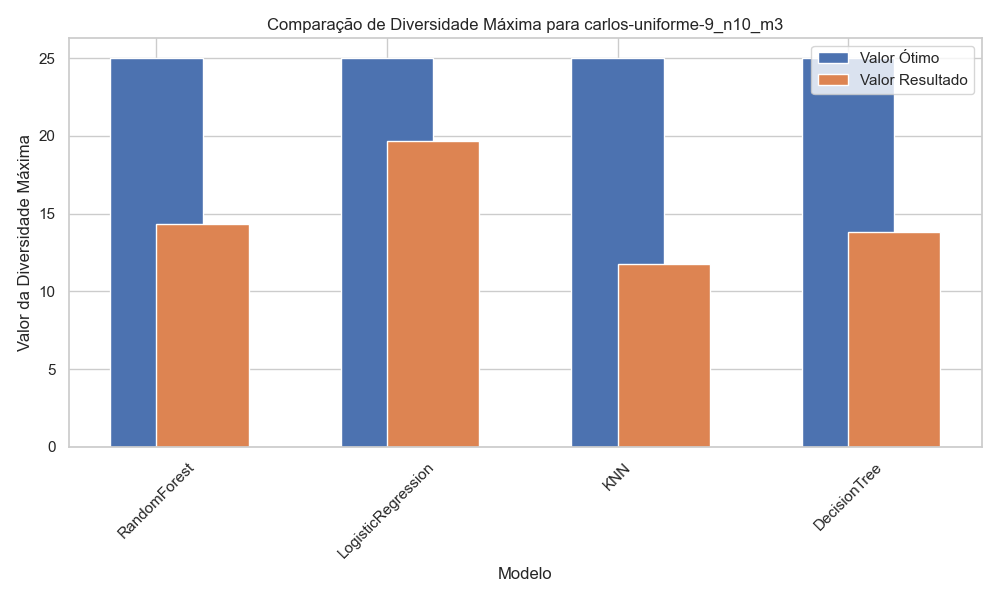 Comparação de Diversidade Máxima para carlos-uniforme-9_n10_m3
Valor Ótimo
Valor Resultado
Valor da Diversidade Máxima
25
20
15
10
5
0
RandomForest
LogisticRegression
KNN
DecisionTree
Modelo